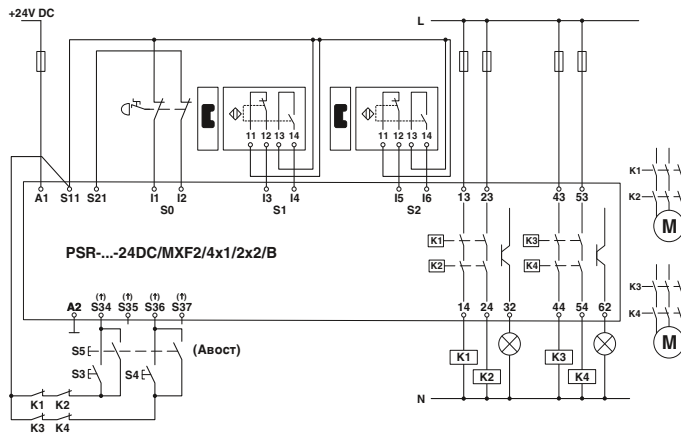 +24V DC
L
11 12 13 14
11 12 13 14
K1
K2
M
A1 S11 S21 I1 I2 I3 I4 I5 I6 13 23 43 53
S0 S1 S2
PSR-...-24DC/MXF2/4x1/2x2/B
K1 K3
K2 K4
K3
K4
M
A2 (†) S34 (†) S35 (†) S36 (†) S37
14 24 32 44 54 62
S5 (Авост)
S3 S4
K1 K3
K2 K4
K1 K2
K3 K4
N